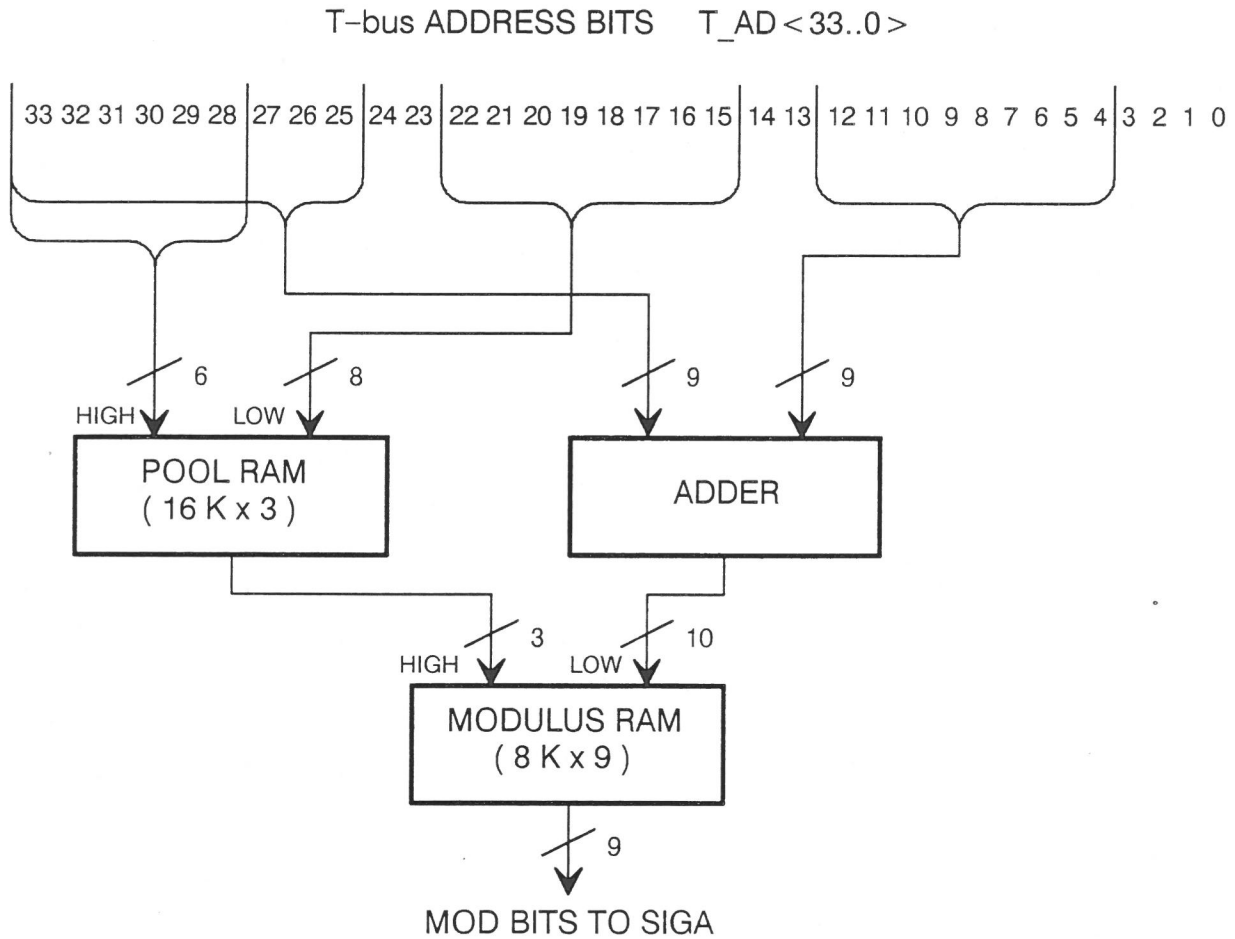 T-bus ADDRESS BITS T_AD < 33..0 >
33 32 31 30 29 28 27 26 25 24 23 22 21 20 19 18 17 16 15 14 13 12 11 10 9 8 7 6 5 4 3 2 1 0
6 8 9 9
HIGH LOW
POOL RAM
( 16 K x 3 )
ADDER
3 10
HIGH LOW
MODULUS RAM
( 8 K x 9 )
9
MOD BITS TO SIGA